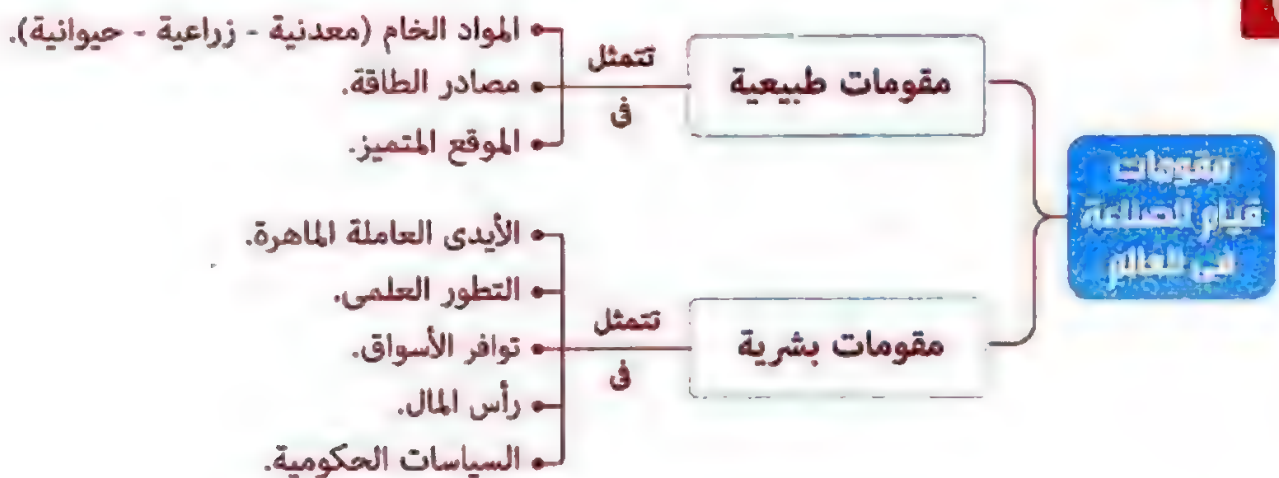 مقومات
قيام الصناعة
فى العالم
مقومات طبيعية
تتمثل
فى
المواد الخام (معدنية - زراعية - حيوانية).
مصادر الطاقة.
الموقع المتميز.
مقومات بشرية
تتمثل
فى
الأيدى العاملة الماهرة.
التطور العلمى.
توافر الأسواق.
رأس المال.
السياسات الحكومية.